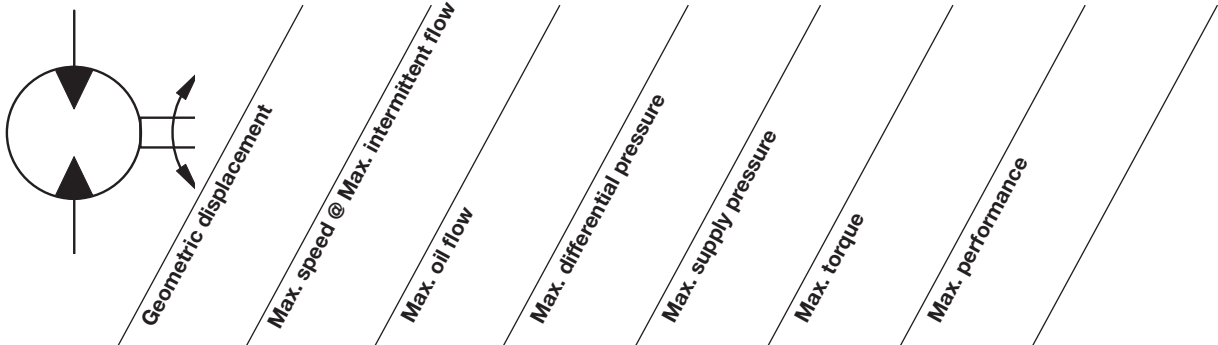 Geometric displacement
Max. speed @ Max. intermittent flow
Max. oil flow
Max. differential pressure
Max. supply pressure
Max. torque
Max. performance